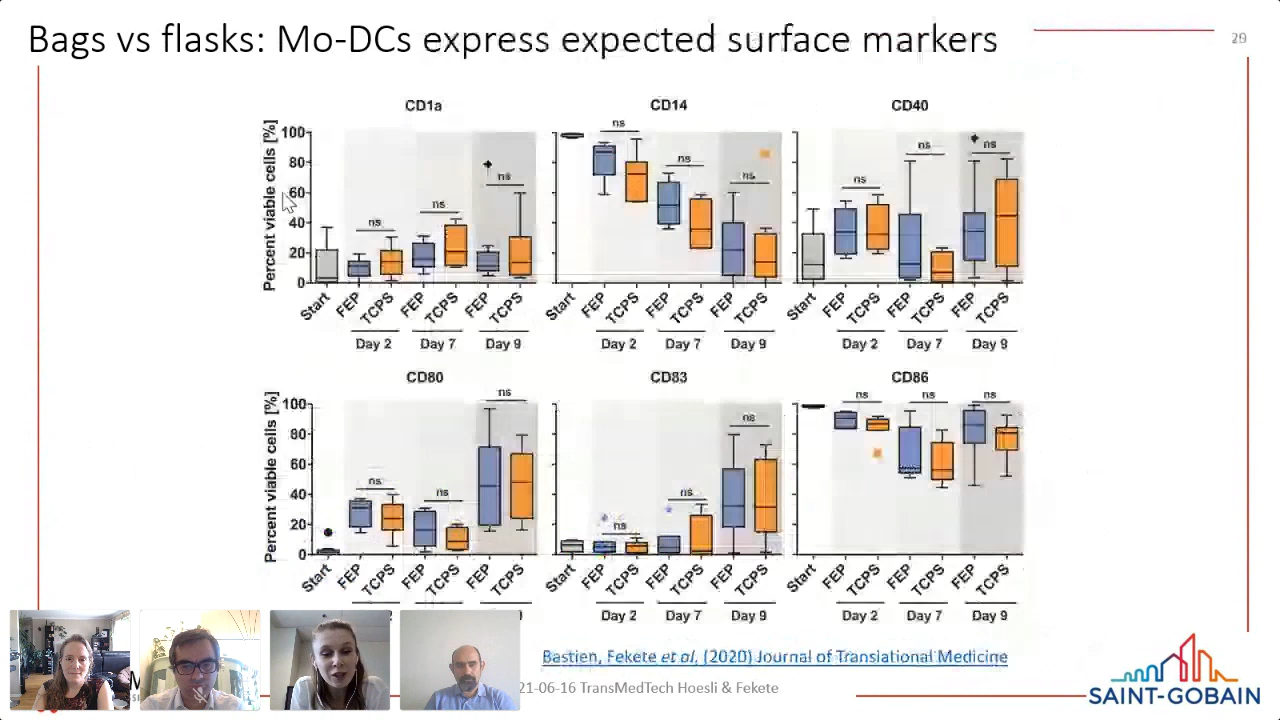 Bags vs flasks: Mo-DCs express expected surface markers
29
CD1a
CD14
CD40
Percent viable cells [%]
100
80
60
40
20
0
ns
ns
ns
ns
ns
ns
ns
ns
ns
Start FEP TCPS FEP TCPS FEP TCPS
Start FEP TCPS FEP TCPS FEP TCPS
Start FEP TCPS FEP TCPS FEP TCPS
Day 2 Day 7 Day 9
Day 2 Day 7 Day 9
Day 2 Day 7 Day 9
CD80
CD83
CD86
Percent viable cells [%]
100
80
60
40
20
0
ns
ns
ns
ns
ns
ns
ns
ns
ns
Start FEP TCPS FEP TCPS FEP TCPS
Start FEP TCPS FEP TCPS FEP TCPS
Start FEP TCPS FEP TCPS FEP TCPS
Day 2 Day 7 Day 9
Day 2 Day 7 Day 9
Bastien, Fekete et al, (2020) Journal of Translational Medicine
21-06-16 TransMedTech Hoesli & Fekete
SAINT-GOBAIN